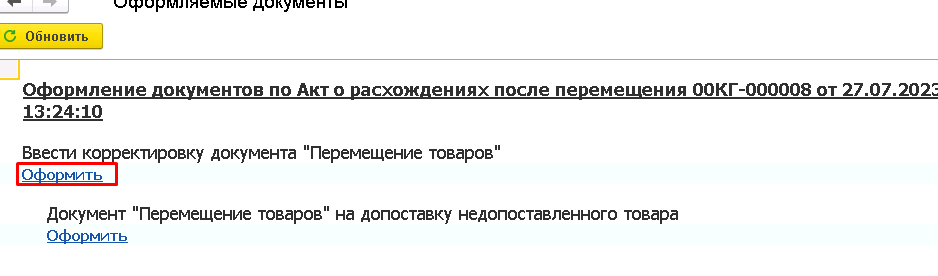 Оформляемые документы
Обновить
Оформление документов по Акт о расхождениях после перемещения 00КГ-000008 от 27.07.2023
13:24:10
Ввести корректировку документа "Перемещение товаров"
Оформить
Документ "Перемещение товаров" на допоставку недопоставленного товара
Оформить